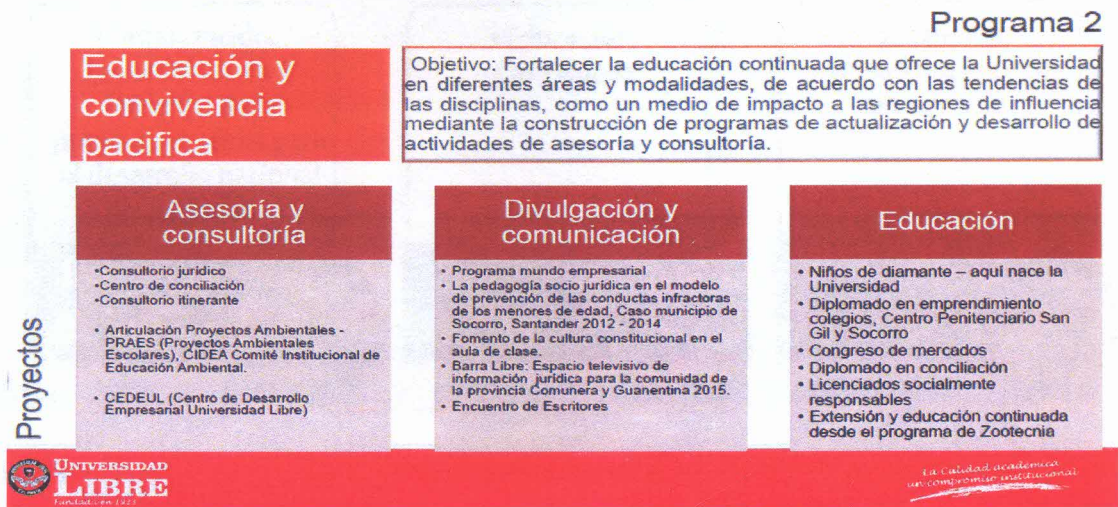 Programa 2
Educación y
convivencia
pacifica
Objetivo: Fortalecer la educación continuada que ofrece la Universidad
en diferentes áreas y modalidades, de acuerdo con las tendencias de
las disciplinas, como un medio de impacto a las regiones de influencia
mediante la construcción de programas de actualización y desarrollo de
actividades de asesoría y consultoría.
Proyectos
Asesoría y
consultoría
•Consultorio jurídico
•Centro de conciliación
•Consultorio itinerante
• Articulación Proyectos Ambientales -
PRAES (Proyectos Ambientales
Escolares), CIDEA Comité Institucional de
Educación Ambiental.
• CEDEUL (Centro de Desarrollo
Empresarial Universidad Libre)
Divulgación y
comunicación
• Programa mundo empresarial
• La pedagogía socio jurídica en el modelo
de prevención de las conductas infractoras
de los menores de edad, Caso municipio de
Socorro, Santander 2012 - 2014
• Fomento de la cultura constitucional en el
aula de clase.
• Barra Libre: Espacio televisivo de
información jurídica para la comunidad de
la provincia Comunera y Guanentina 2015.
• Encuentro de Escritores
Educación
• Niños de diamante – aquí nace la
Universidad
• Diplomado en emprendimiento
colegios, Centro Penitenciario San
Gil y Socorro
• Congreso de mercados
• Diplomado en conciliación
• Licenciados socialmente
responsables
• Extensión y educación continuada
desde el programa de Zootecnia
UNIVERSIDAD
LIBRE
Fundada en 1923
La Calidad académica,
un compromiso institucional